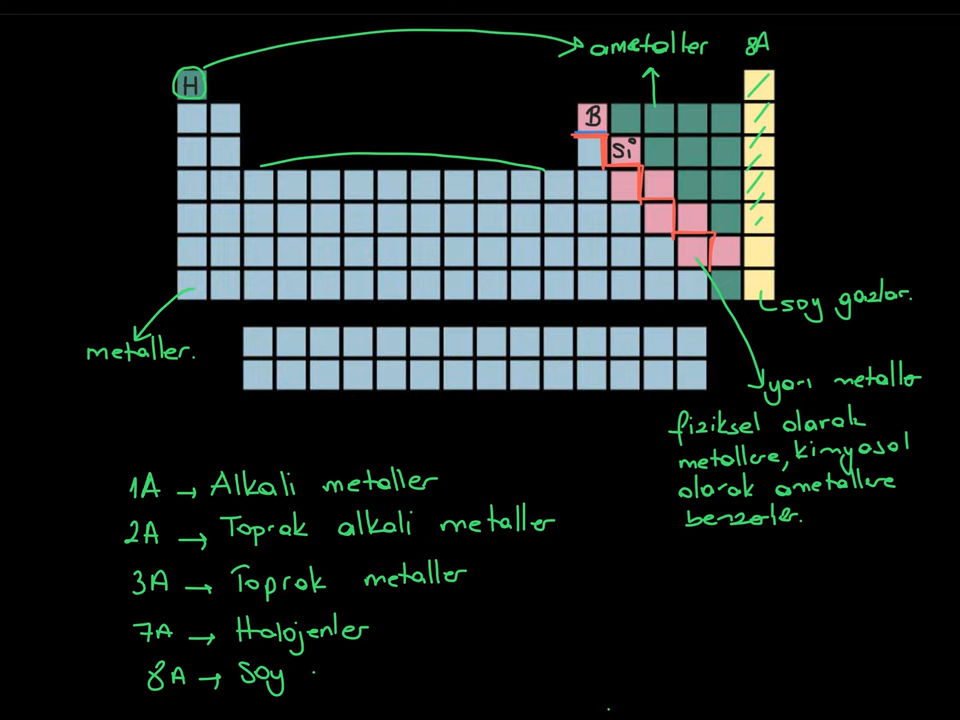 ametaller
8A
H
B
Si
soy gazlar.
metaller.
yarı metaller
fiziksel olarak
metallere, kimyasal
olarak ametallere
benzerler.
1A → Alkali metaller
2A → Toprak alkali metaller
3A → Toprak metaller
7A → Halojenler
8A → Soy